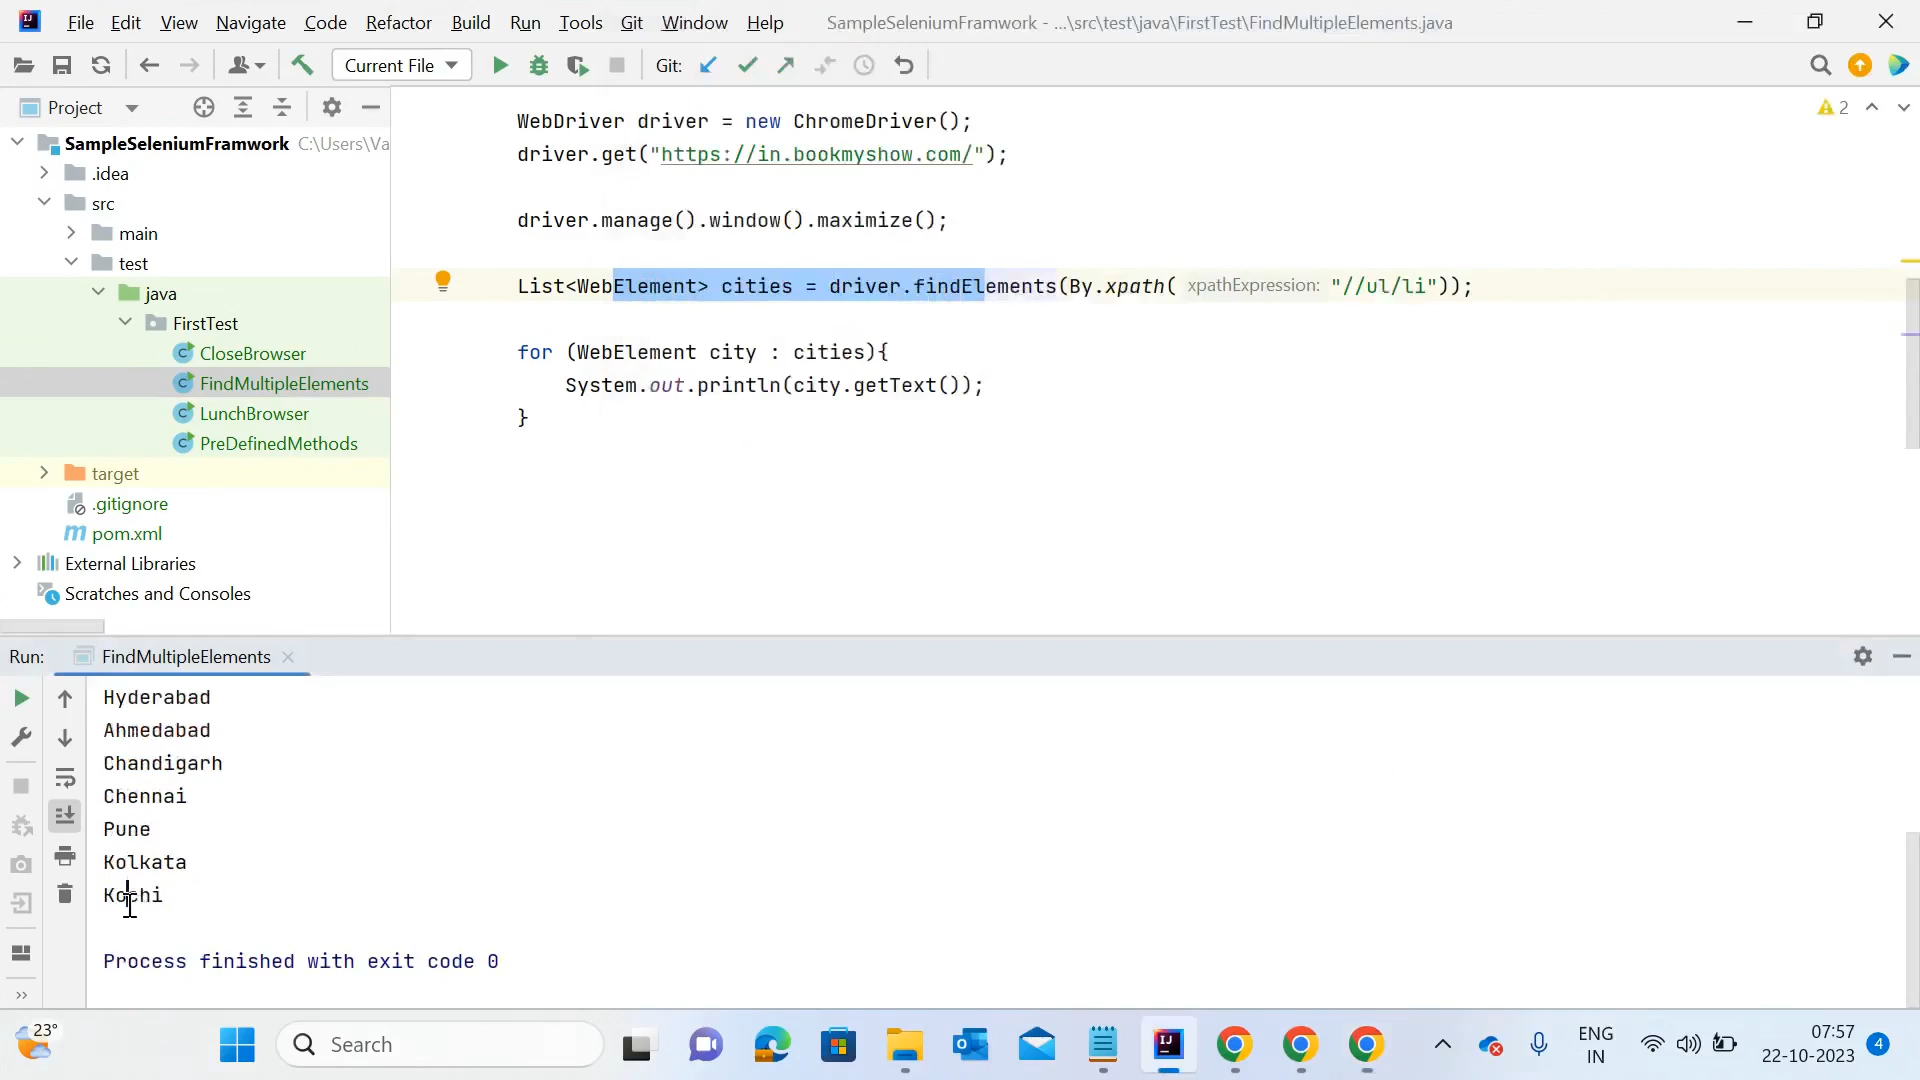 File Edit View Navigate Code Refactor Build Run Tools Git Window Help SampleSeleniumFramwork - ...\src\test\java\FirstTest\FindMultipleElements.java
Current File Git:
Project
SampleSeleniumFramwork C:\Users\Va
.idea
src
main
test
java
FirstTest
CloseBrowser
FindMultipleElements
LunchBrowser
PreDefinedMethods
target
.gitignore
pom.xml
External Libraries
Scratches and Consoles
WebDriver driver = new ChromeDriver();
driver.get("https://in.bookmyshow.com/");
driver.manage().window().maximize();
List<WebElement> cities = driver.findElements(By.xpath( xpathExpression: "//ul/li"));
for (WebElement city : cities){
System.out.println(city.getText());
}
2
Run: FindMultipleElements
Hyderabad
Ahmedabad
Chandigarh
Chennai
Pune
Kolkata
Kochi
Process finished with exit code 0
23°
Search
ENG
IN
07:57
22-10-2023
4